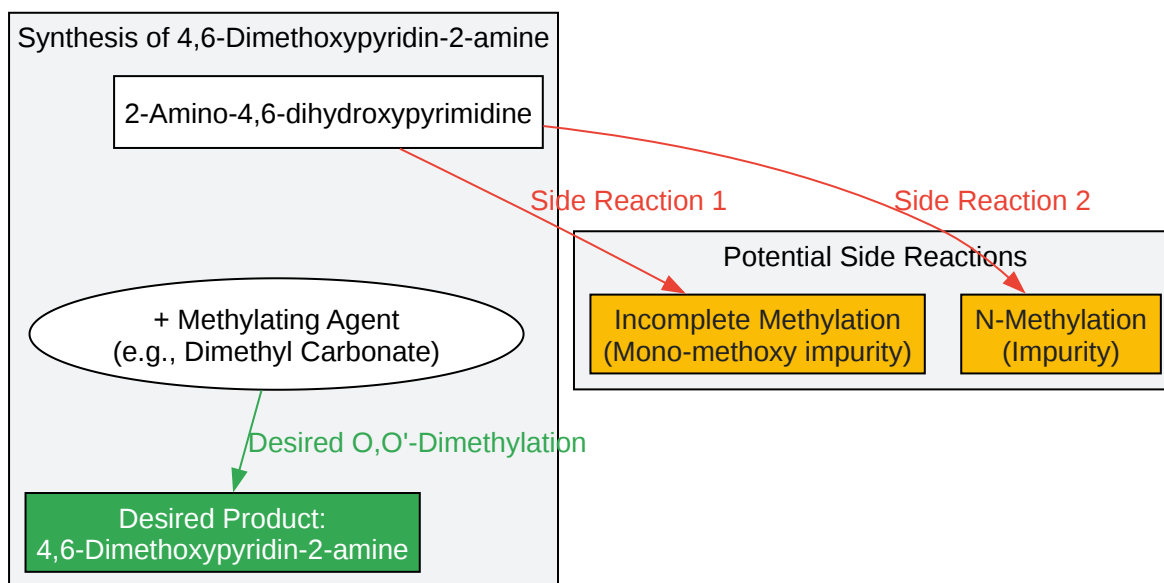 Synthesis of 4,6-Dimethoxypyridin-2-amine
2-Amino-4,6-dihydroxypyrimidine
Side Reaction 1
Side Reaction 2
Potential Side Reactions
Incomplete Methylation
(Mono-methoxy impurity)
N-Methylation
(Impurity)
+ Methylating Agent
(e.g., Dimethyl Carbonate)
Desired O,O'-Dimethylation
Desired Product:
4,6-Dimethoxypyridin-2-amine